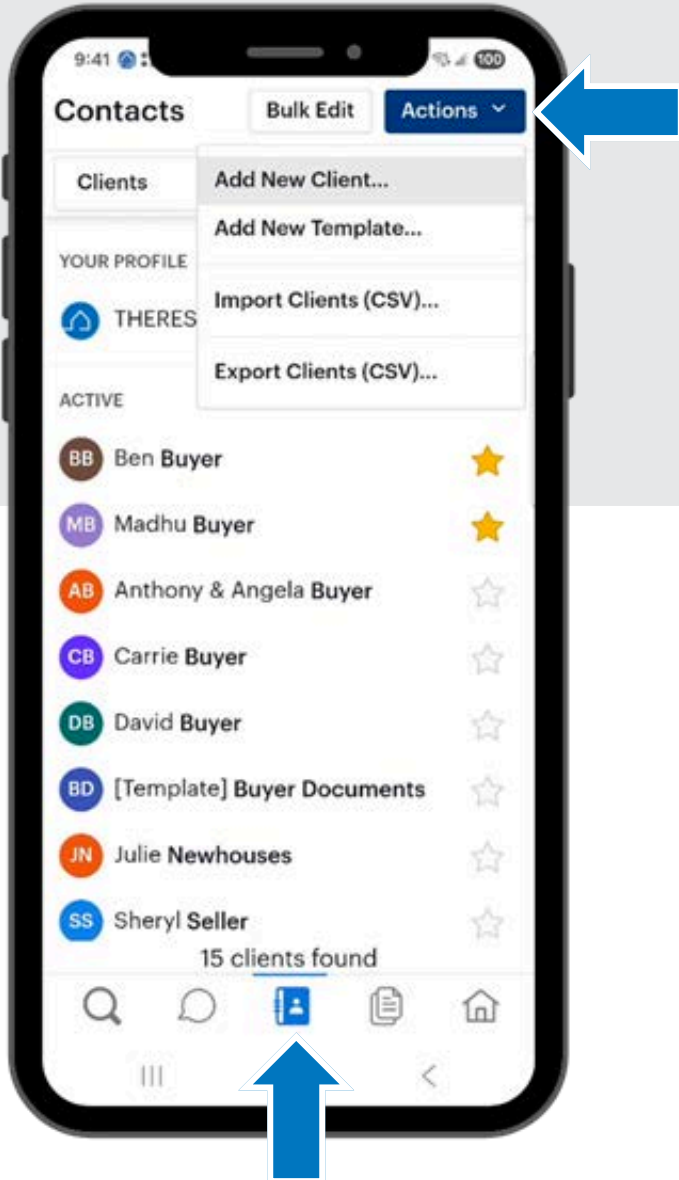 9:41
100
Contacts
Bulk Edit
Actions
Clients
Add New Client...
Add New Template...
YOUR PROFILE
Import Clients (CSV)...
THERES
Export Clients (CSV)...
ACTIVE
BB Ben Buyer
MB Madhu Buyer
AB Anthony & Angela Buyer
CB Carrie Buyer
DB David Buyer
BD [Template] Buyer Documents
JN Julie Newhouses
SS Sheryl Seller
15 clients found